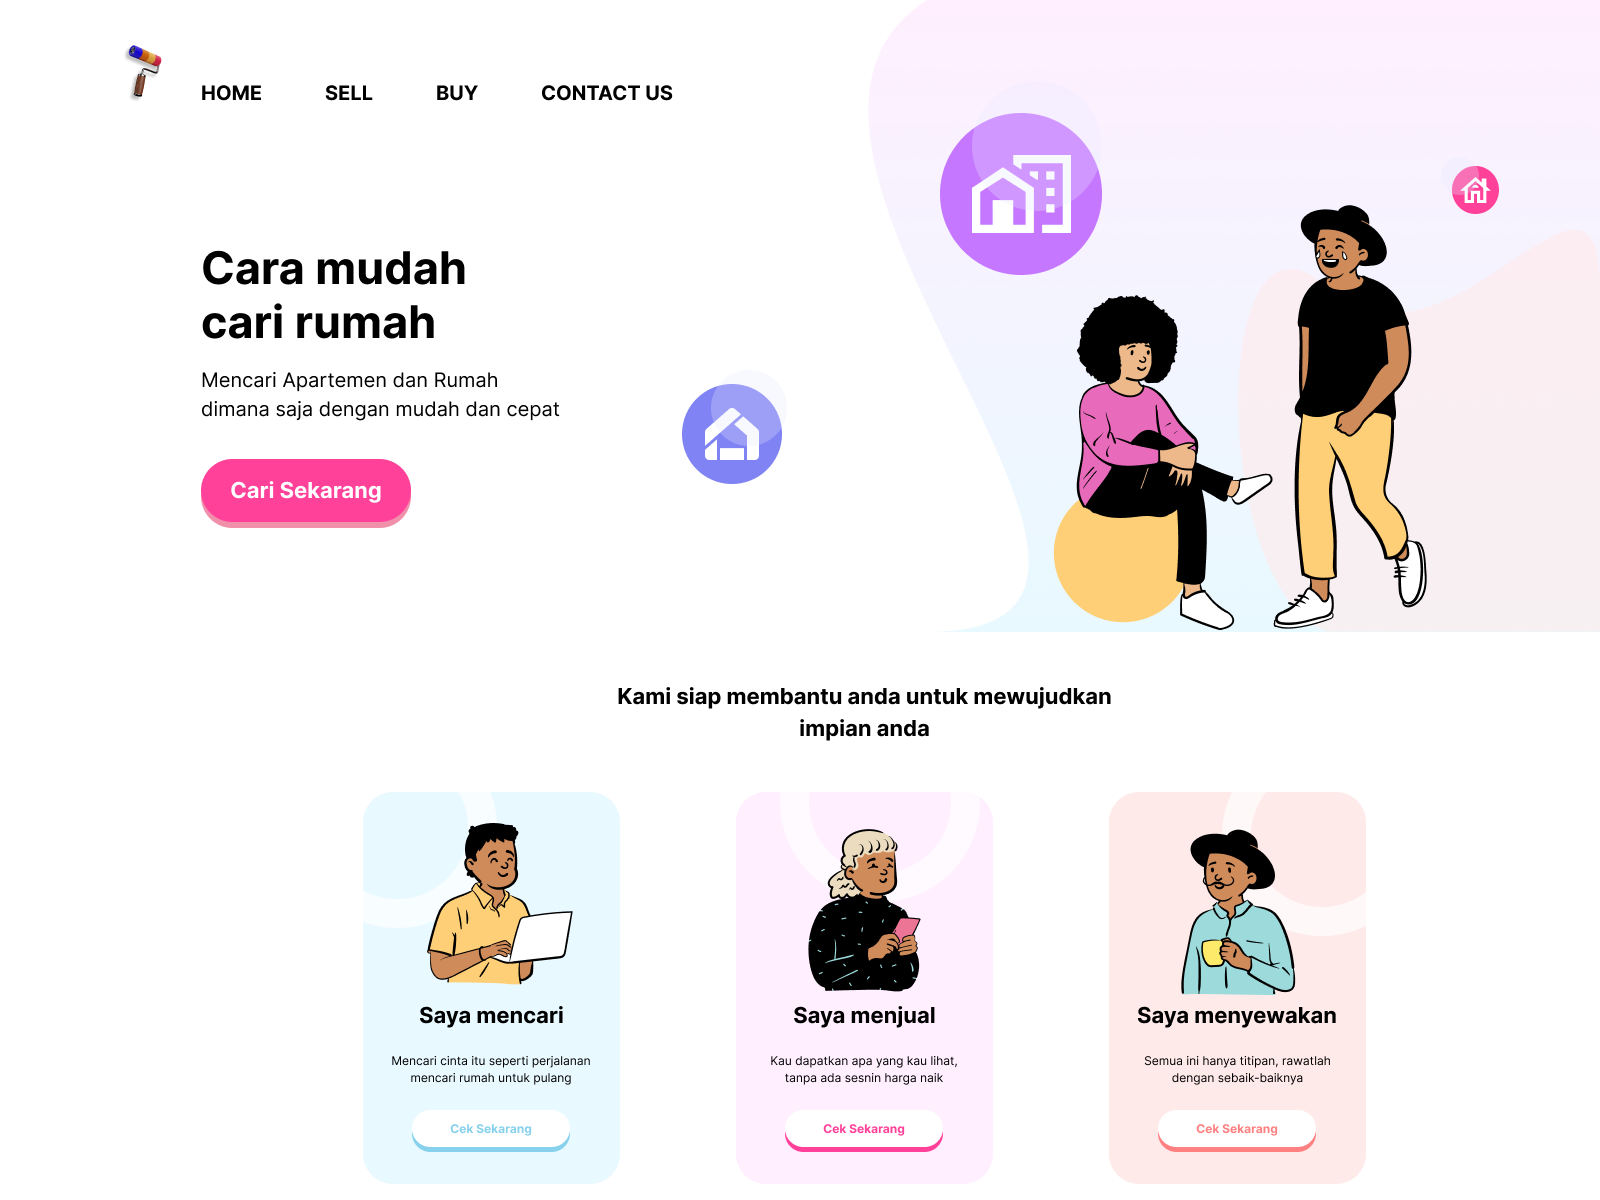 HOME
SELL
BUY
CONTACT US
Cara mudah
cari rumah
Mencari Apartemen dan Rumah
dimana saja dengan mudah dan cepat
Cari Sekarang
Kami siap membantu anda untuk mewujudkan
impian anda
Saya mencari
Mencari cinta itu seperti perjalanan
mencari rumah untuk pulang
Cek Sekarang
Saya menjual
Kau dapatkan apa yang kau lihat,
tanpa ada sesnin harga naik
Cek Sekarang
Saya menyewakan
Semua ini hanya titipan, rawatlah
dengan sebaik-baiknya
Cek Sekarang